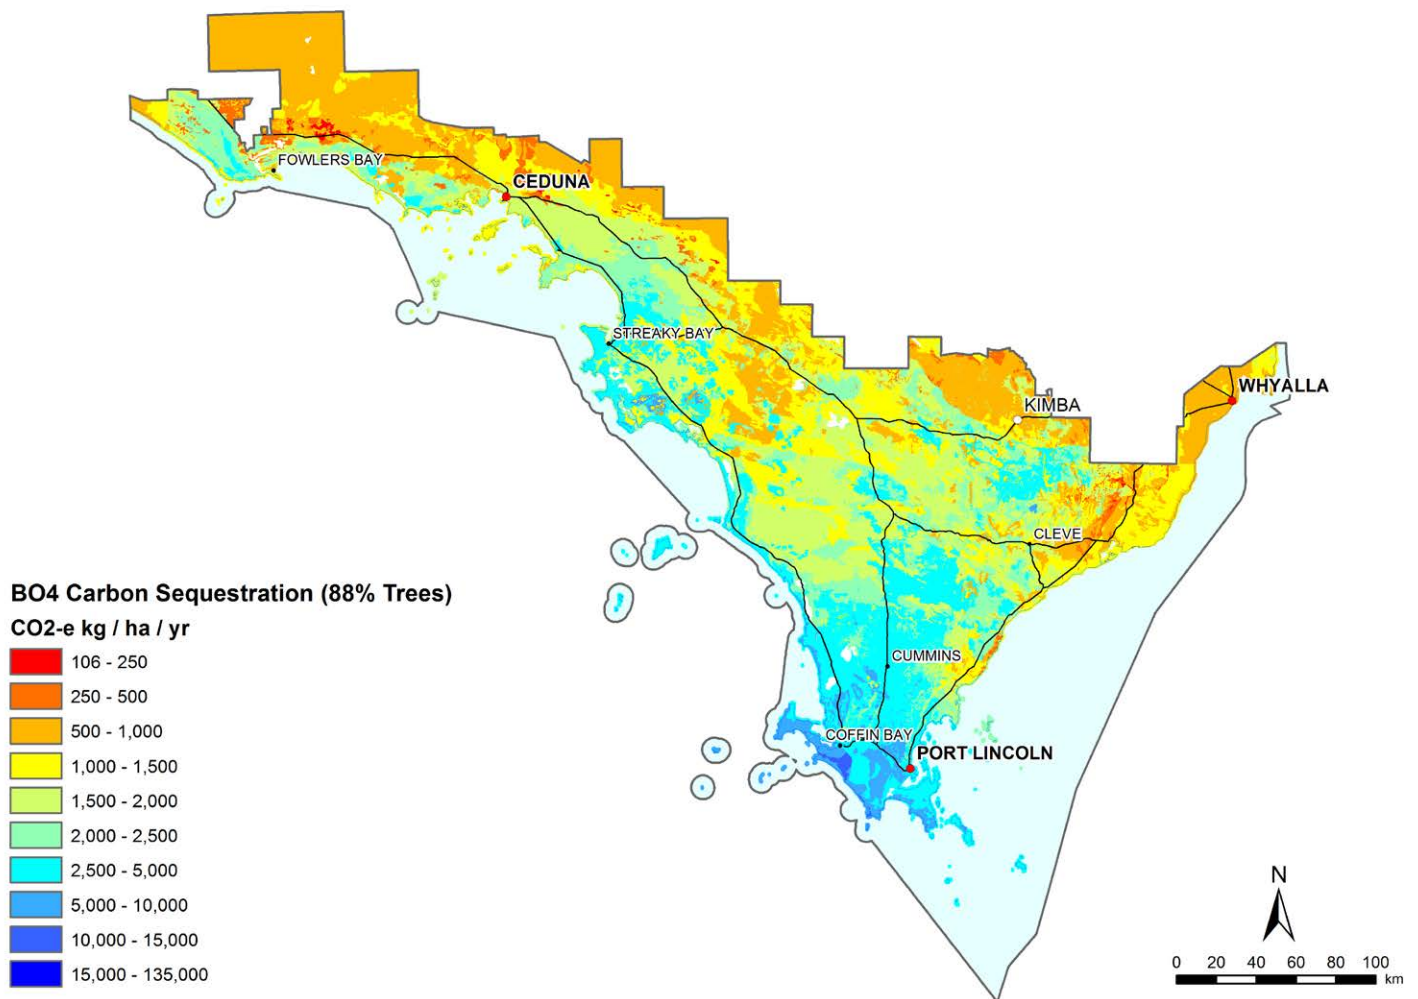 FOWLERS BAY
CEDUNA
STREAKY BAY
WHYALLA
KIMBA
CLEVE
BO4 Carbon Sequestration (88% Trees)
CO2-e kg / ha / yr
106 - 250
250 - 500
500 - 1,000
1,000 - 1,500
1,500 - 2,000
2,000 - 2,500
2,500 - 5,000
5,000 - 10,000
10,000 - 15,000
15,000 - 135,000
CUMMINS
COFFIN BAY
PORT LINCOLN
N
0 20 40 60 80 100
km